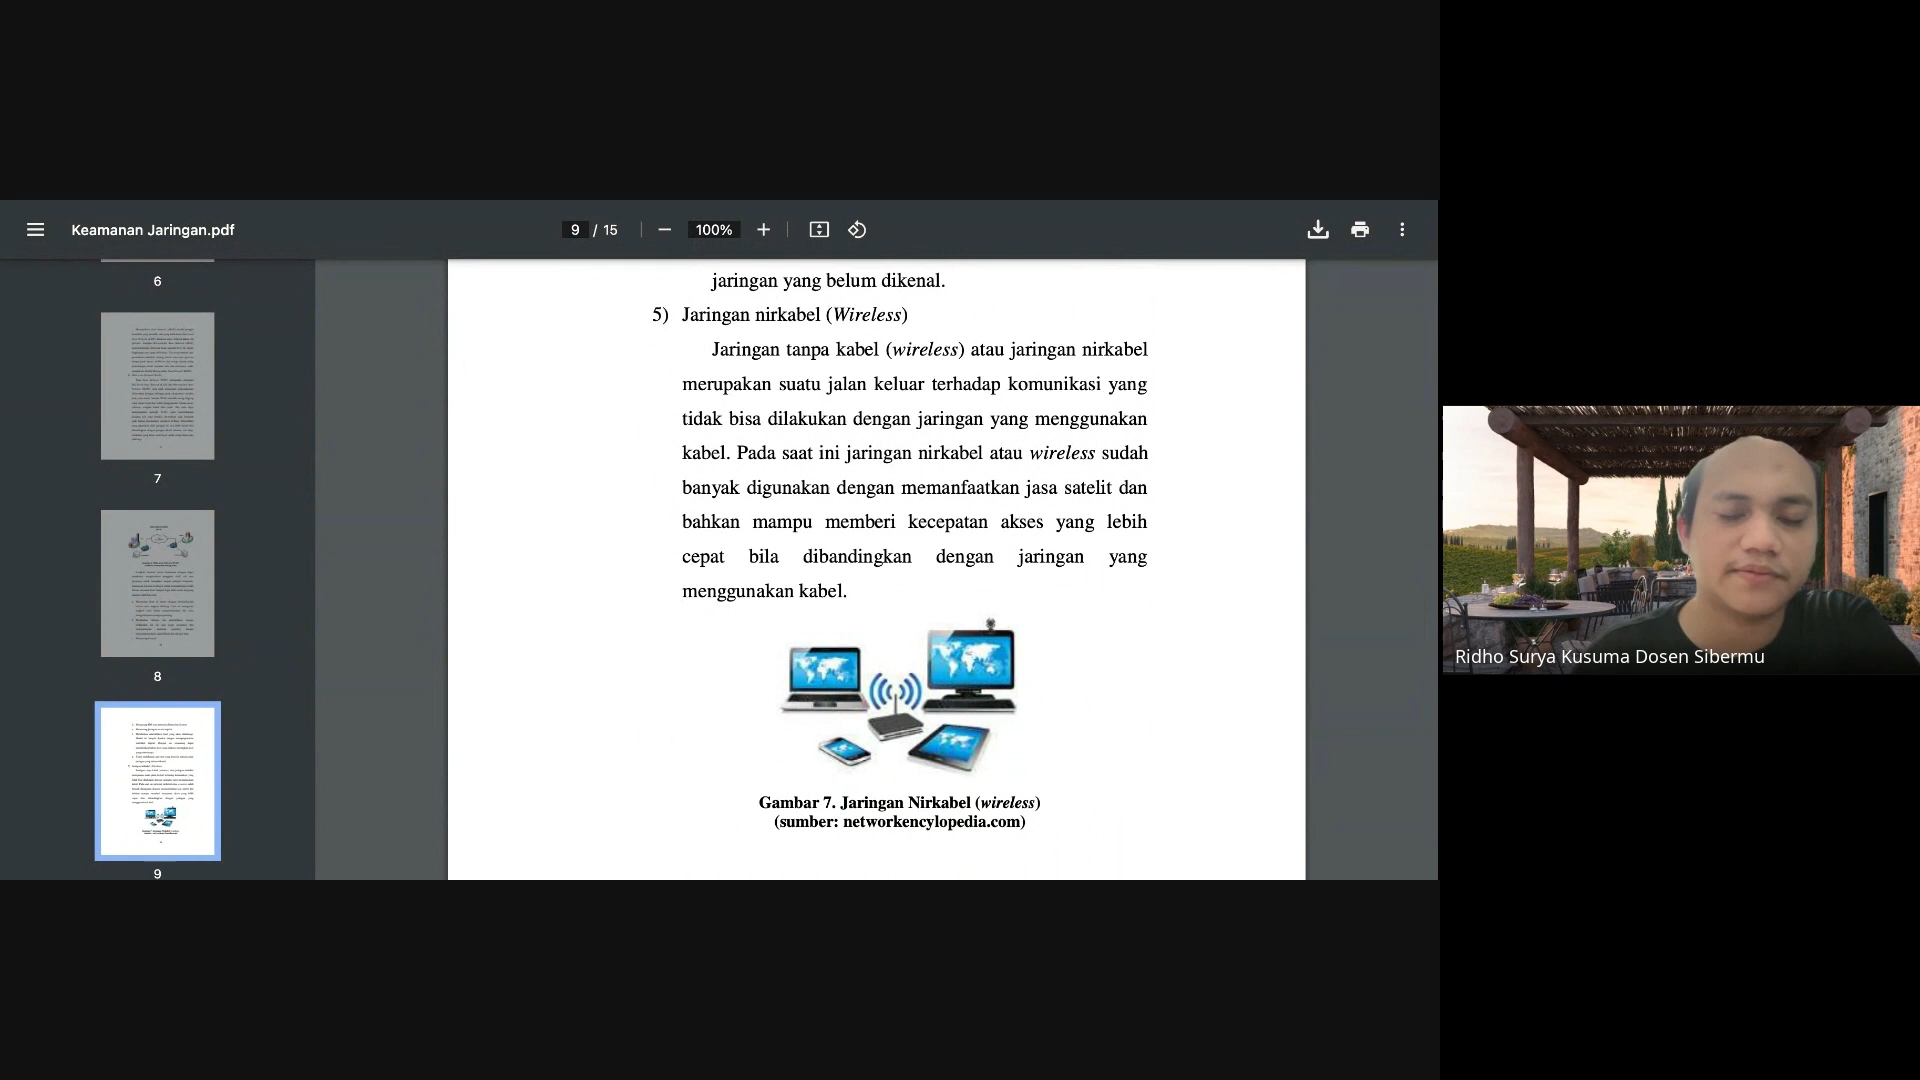 Keamanan Jaringan.pdf
9 / 15
100%
6
7
8
9
jaringan yang belum dikenal.
5) Jaringan nirkabel (Wireless)
Jaringan tanpa kabel (wireless) atau jaringan nirkabel
merupakan suatu jalan keluar terhadap komunikasi yang
tidak bisa dilakukan dengan jaringan yang menggunakan
kabel. Pada saat ini jaringan nirkabel atau wireless sudah
banyak digunakan dengan memanfaatkan jasa satelit dan
bahkan mampu memberi kecepatan akses yang lebih
cepat bila dibandingkan dengan jaringan yang
menggunakan kabel.
Gambar 7. Jaringan Nirkabel (wireless)
(sumber: networkencylopedia.com)
Ridho Surya Kusuma Dosen Sibermu